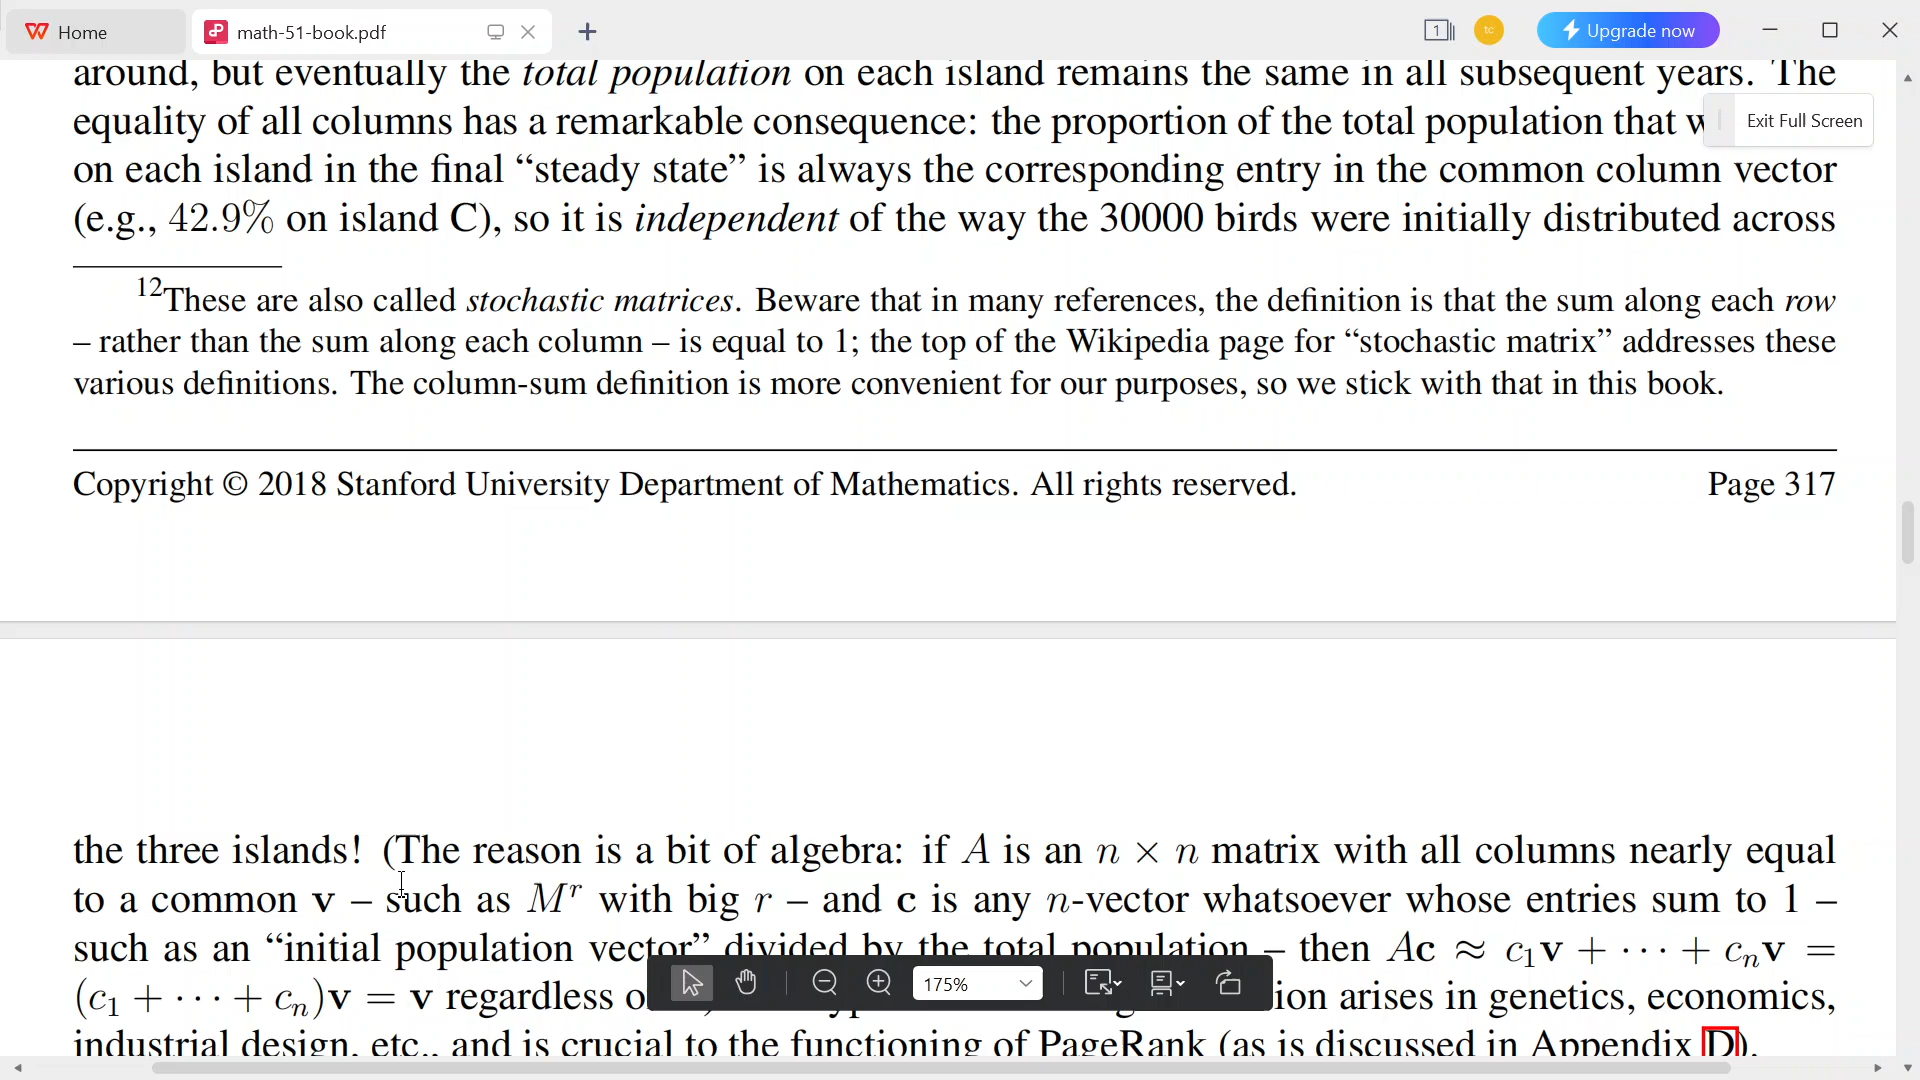 Home
math-51-book.pdf
1
tc
Upgrade now
around, but eventually the total population on each island remains the same in all subsequent years. The
Exit Full Screen
equality of all columns has a remarkable consequence: the proportion of the total population that
on each island in the final “steady state” is always the corresponding entry in the common column vector
(e.g., 42.9% on island C), so it is independent of the way the 30000 birds were initially distributed across
12These are also called stochastic matrices. Beware that in many references, the definition is that the sum along each row
– rather than the sum along each column – is equal to 1; the top of the Wikipedia page for “stochastic matrix” addresses these
various definitions. The column-sum definition is more convenient for our purposes, so we stick with that in this book.
Copyright © 2018 Stanford University Department of Mathematics. All rights reserved. Page 317
the three islands! (The reason is a bit of algebra: if A is an n × n matrix with all columns nearly equal
to a common v – such as M^r with big r – and c is any n-vector whatsoever whose entries sum to 1 –
such as an “initial population vector” divided by the total population – then Ac ≈ c₁v + · · · + cₙv =
(c₁ + · · · + cₙ)v = v regardless ion arises in genetics, economics,
175%
industrial design, etc., and is crucial to the functioning of PageRank (as is discussed in Appendix D).